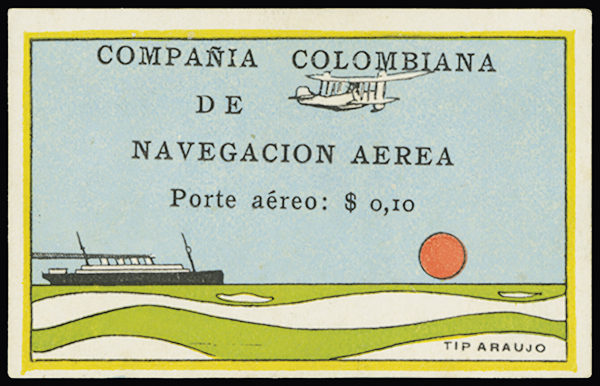 COMPAÑIA COLOMBIANA
DE
NAVEGACION AEREA
Porte aéreo: $ 0,10
TIP ARAUJO